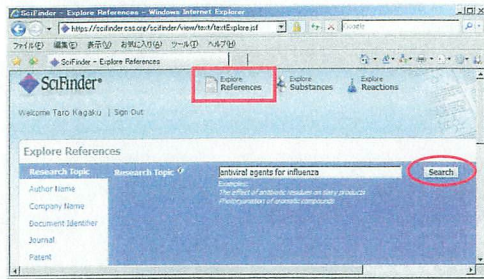 SciFinder - Explore References - Windows Internet Explorer
https://scifinder.cas.org/scifinder/view/text/textExplore.jsf
Google
ファイル(F) 編集(E) 表示(V) お気に入り(A) ツール(T) ヘルプ(H)
SciFinder - Explore References
SciFinder®
Explore References
Explore Substances
Explore Reactions
Welcome Taro Kagaku | Sign Out
Explore References
Research Topic
Research Topic
antiviral agents for influenza
Search
Examples:
The effect of antibiotic residues on dairy products
Photocyanation of aromatic compounds
Author Name
Company Name
Document Identifier
Journal
Patent